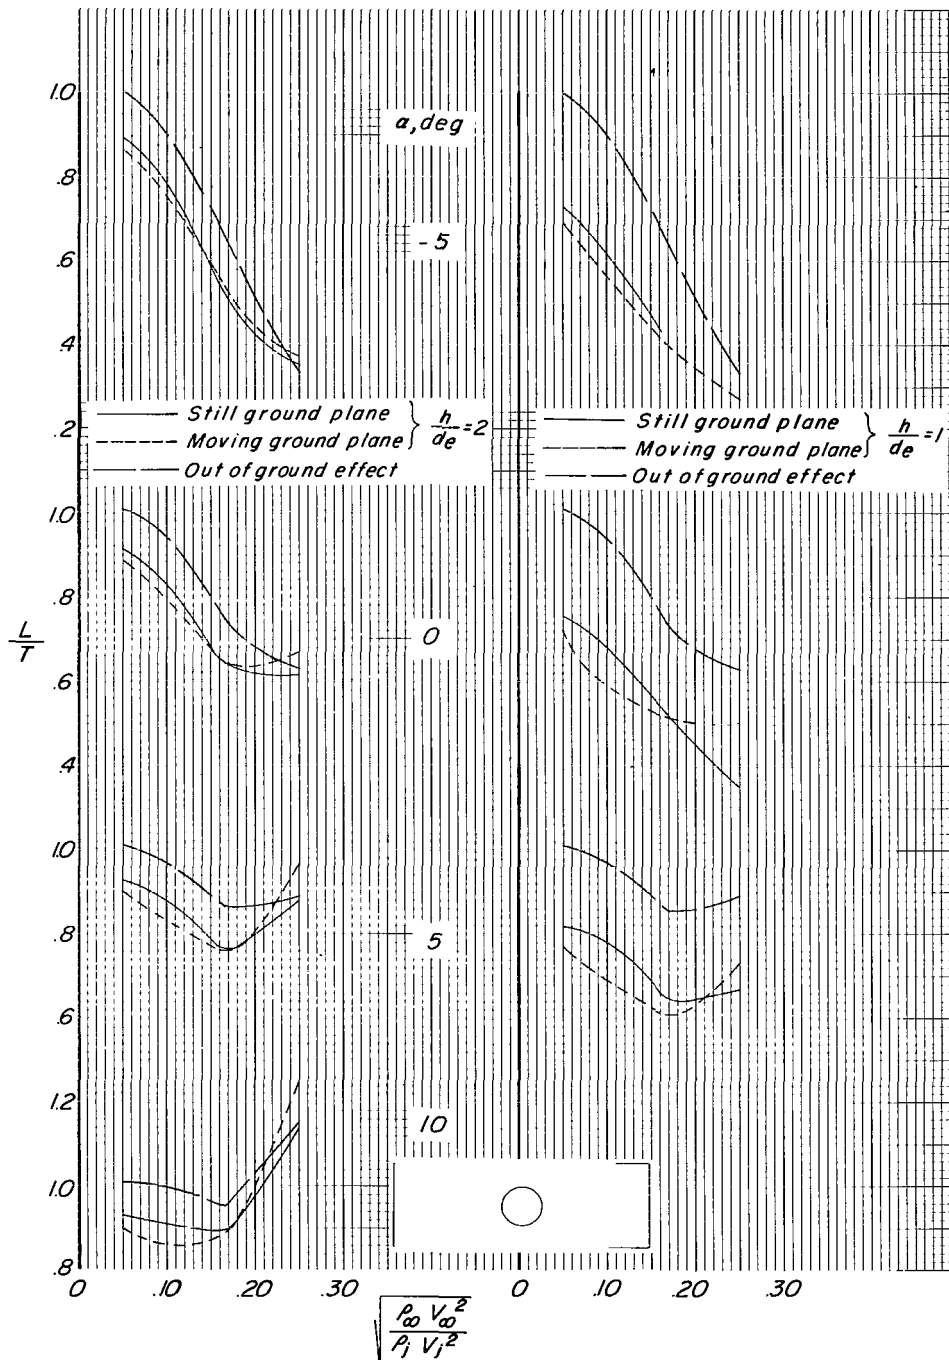 1.0
α, deg
.8
-5
.6
.4
Still ground plane
Moving ground plane
h/de = 2
Out of ground effect
Still ground plane
Moving ground plane
h/de = 1
Out of ground effect
.2
1.0
.8
L/T
0
.6
.4
1.0
.8
5
.6
1.2
10
1.0
.8
0 .10 .20 .30 0 .10 .20 .30
√ρ∞ V∞² / ρj Vj²